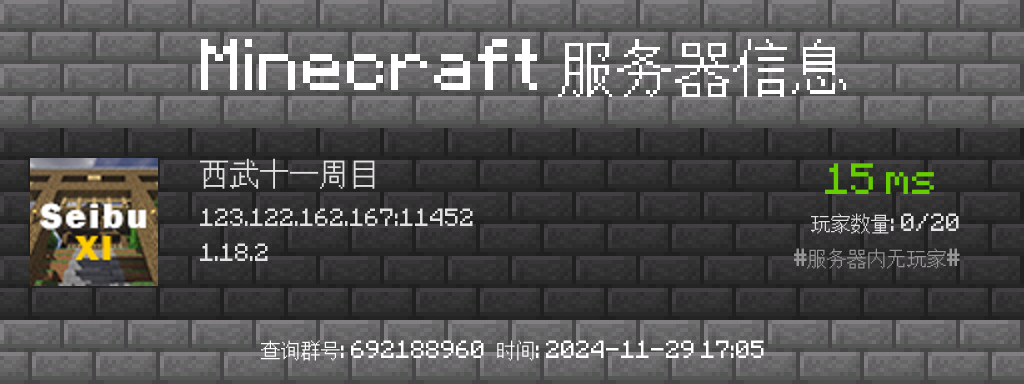 Minecraft 服务器信息
Seibu
XI
西武十一周目
123.122.162.167:11452
1.18.2
15 ms
玩家数量: 0/20
#服务器内无玩家#
查询群号: 692188960 时间: 2024-11-29 17:05